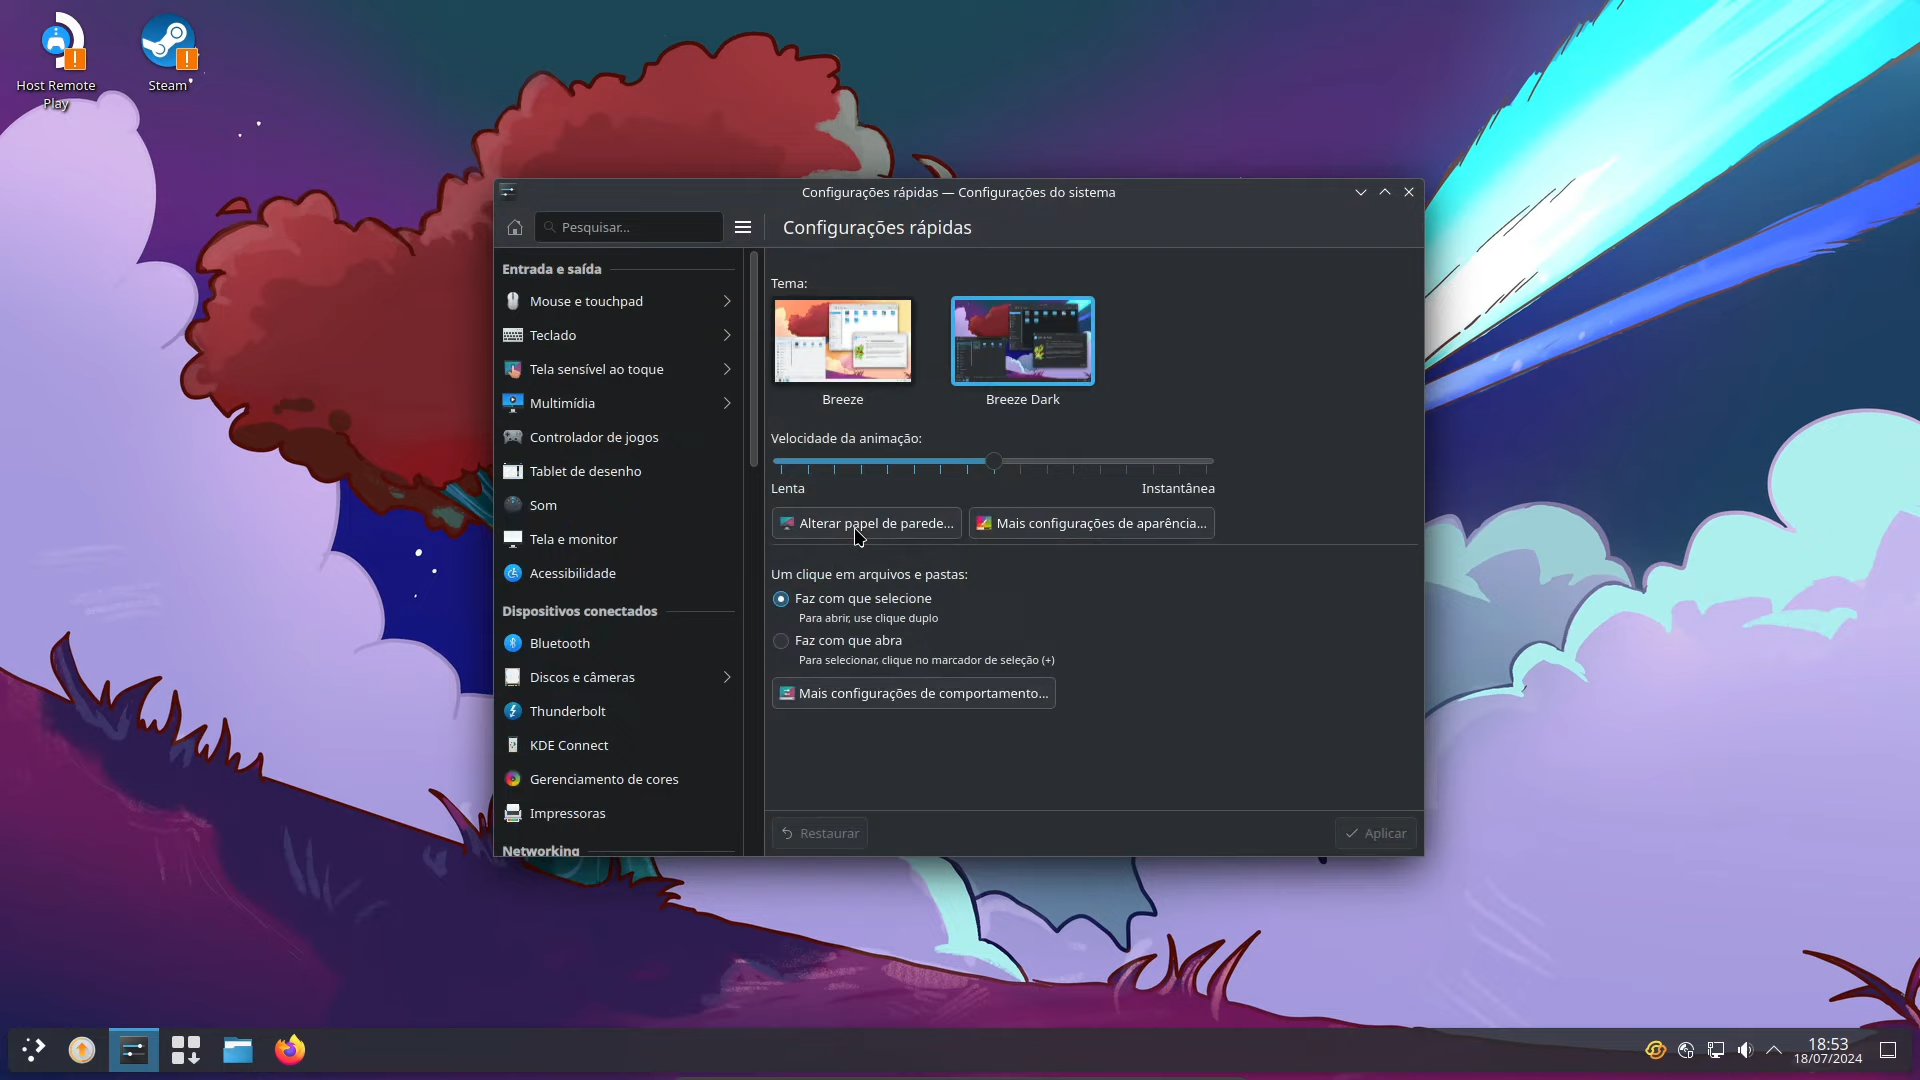 Host Remote
Play
Steam
Configurações rápidas — Configurações do sistema
Pesquisar...
Configurações rápidas
Entrada e saída
Mouse e touchpad
Teclado
Tela sensível ao toque
Multimídia
Controlador de jogos
Tablet de desenho
Som
Tela e monitor
Acessibilidade
Dispositivos conectados
Bluetooth
Discos e câmeras
Thunderbolt
KDE Connect
Gerenciamento de cores
Impressoras
Networking
Tema:
Breeze
Breeze Dark
Velocidade da animação:
Lenta
Instantânea
Alterar papel de parede...
Mais configurações de aparência...
Um clique em arquivos e pastas:
Faz com que selecione
Para abrir, use clique duplo
Faz com que abra
Para selecionar, clique no marcador de seleção (+)
Mais configurações de comportamento...
Restaurar
Aplicar
18:53
18/07/2024